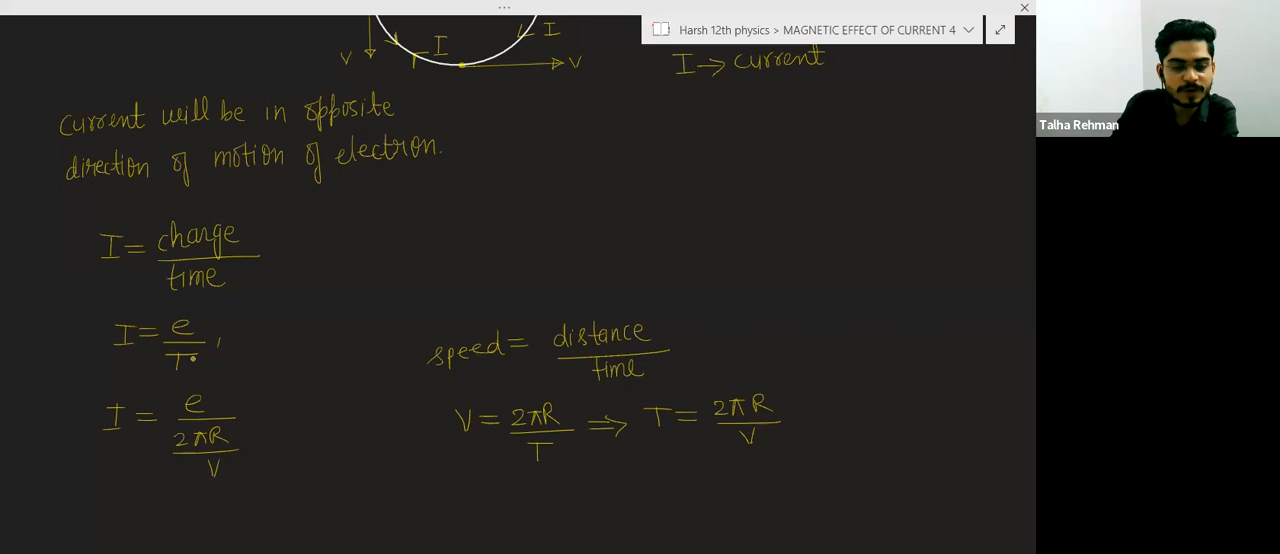 Harsh 12th physics > MAGNETIC EFFECT OF CURRENT 4
I
I
V
V
I → current
Talha Rehman
current will be in opposite
direction of motion of electron.
I = charge / time
I = e / T ,
speed = distance / time
I = e / (2πR / V)
V = 2πR / T ⇒ T = 2πR / V